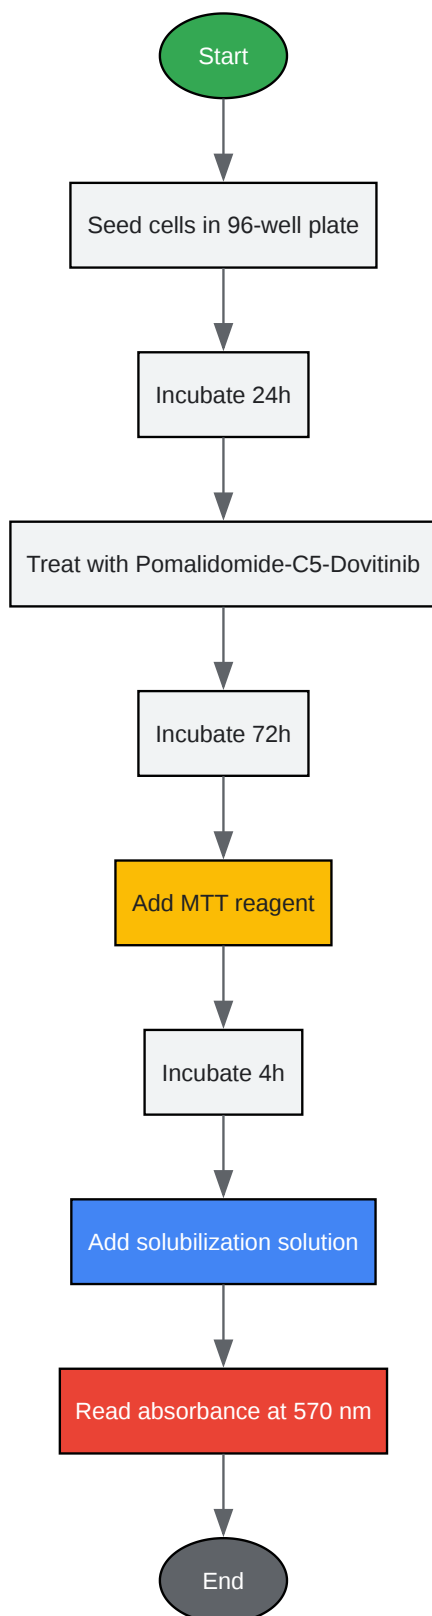 Start
Seed cells in 96-well plate
Incubate 24h
Treat with Pomalidomide-C5-Dovitinib
Incubate 72h
Add MTT reagent
Incubate 4h
Add solubilization solution
Read absorbance at 570 nm
End